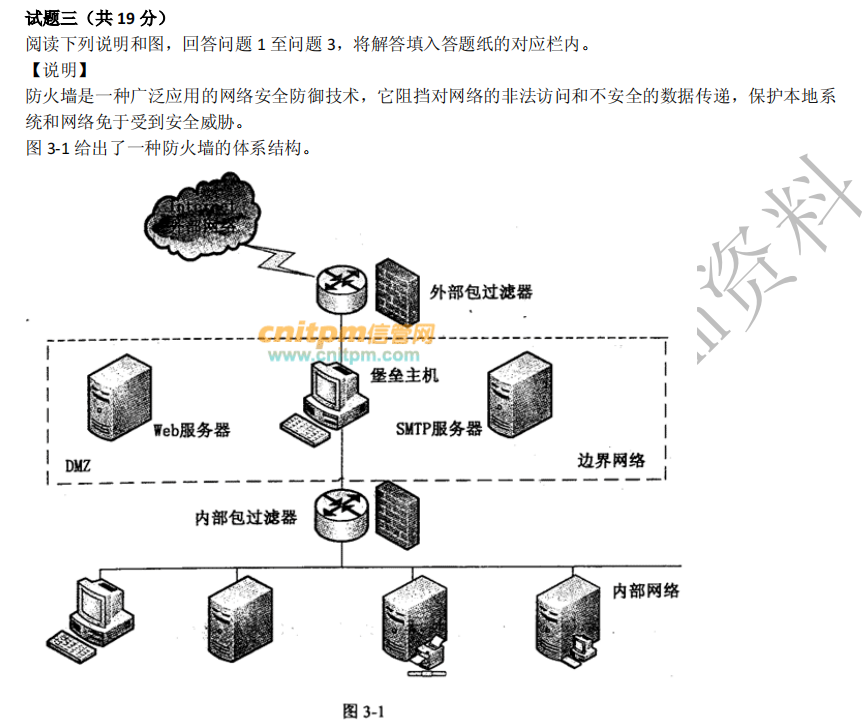 试题三（共 19 分）
阅读下列说明和图，回答问题 1 至问题 3，将解答填入答题纸的对应栏内。
【说明】
防火墙是一种广泛应用的网络安全防御技术，它阻挡对网络的非法访问和不安全的数据传递，保护本地系
统和网络免于受到安全威胁。
图 3-1 给出了一种防火墙的体系结构。
资料
Internet
外部网络
外部包过滤器
cnitpm信管网
www.cnitpm.com
堡垒主机
Web服务器
SMTP服务器
DMZ
边界网络
内部包过滤器
内部网络
图 3-1